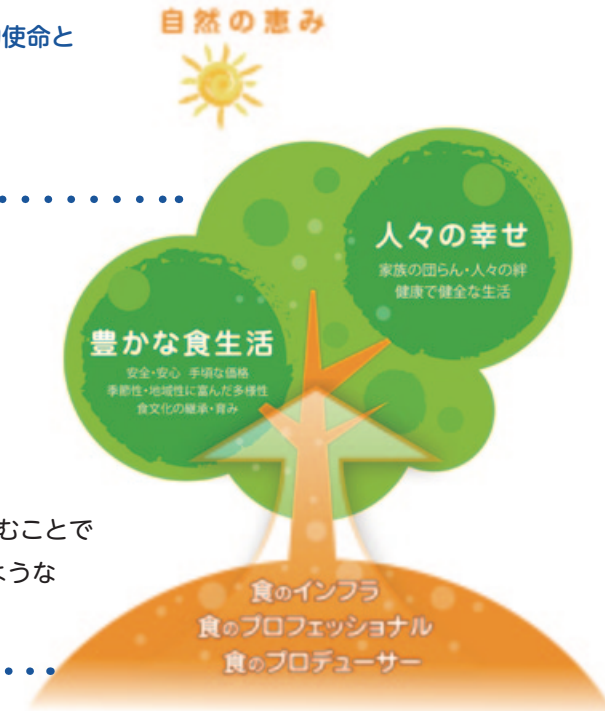 使命と
自然の恵み
人々の幸せ
家族の団らん・人々の絆
健康で健全な生活
豊かな食生活
安全・安心 手頃な価格
季節性・地域性に富んだ多様性
食文化の継承・育み
むことで
ような
食のインフラ
食のプロフェッショナル
食のプロデューサー